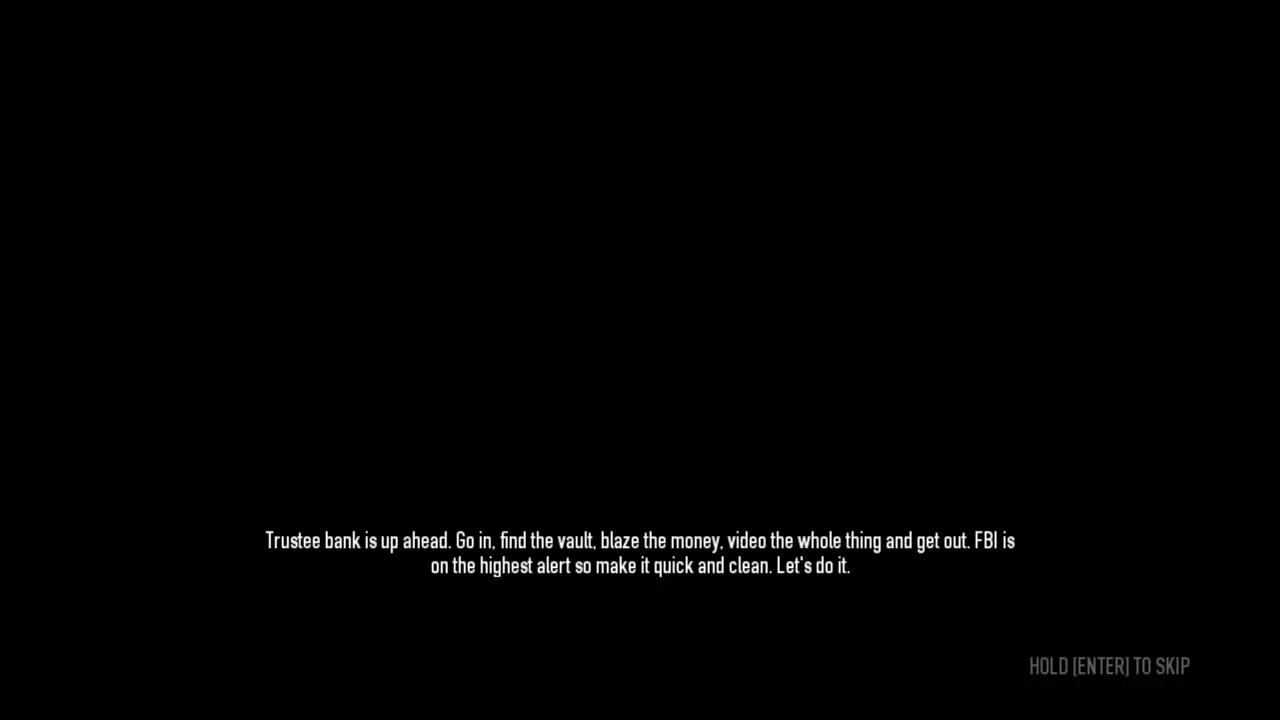 Trustee bank is up ahead. Go in, find the vault, blaze the money, video the whole thing and get out. FBI is
on the highest alert so make it quick and clean. Let's do it.
HOLD [ENTER] TO SKIP